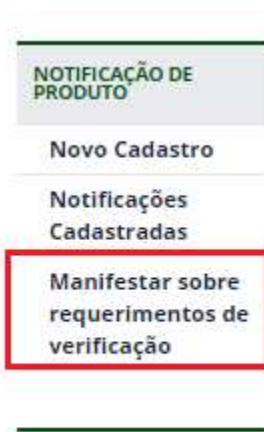 NOTIFICAÇÃO DE
PRODUTO
Novo Cadastro
Notificações
Cadastradas
Manifestar sobre
requerimentos de
verificação